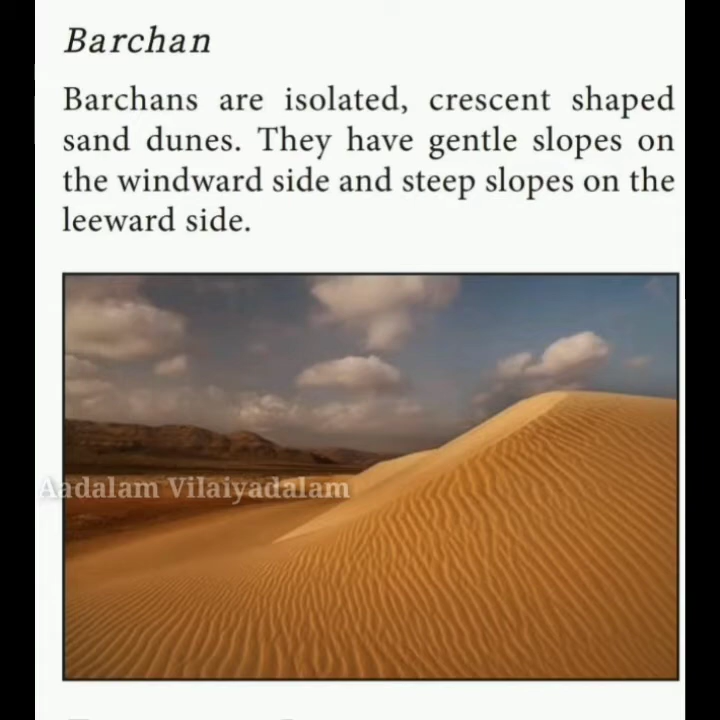 Barchan
Barchans are isolated, crescent shaped
sand dunes. They have gentle slopes on
the windward side and steep slopes on the
leeward side.
Aadalam Vilaiyadalam